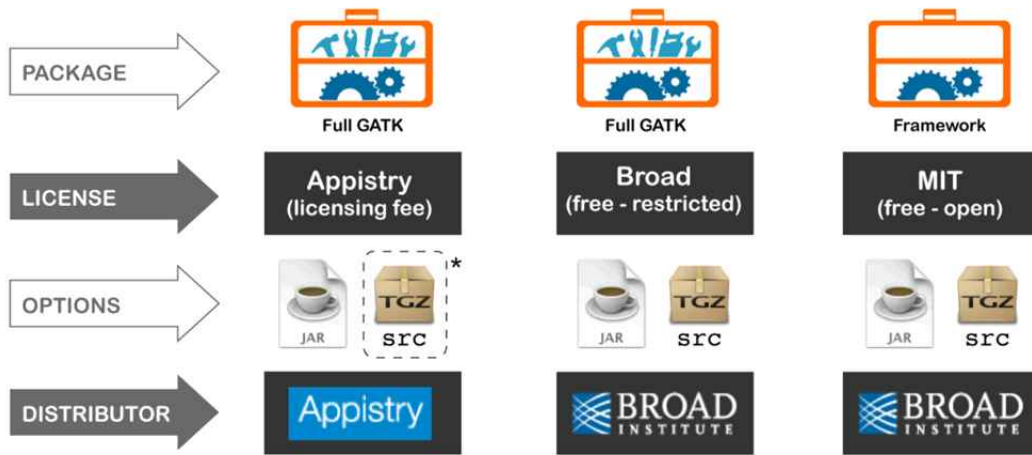 PACKAGE
Full GATK
Full GATK
Framework
LICENSE
Appistry
(licensing fee)
Broad
(free - restricted)
MIT
(free - open)
OPTIONS
JAR
TGZ
src
*
JAR
TGZ
src
JAR
TGZ
src
DISTRIBUTOR
Appistry
BROAD
INSTITUTE
BROAD
INSTITUTE